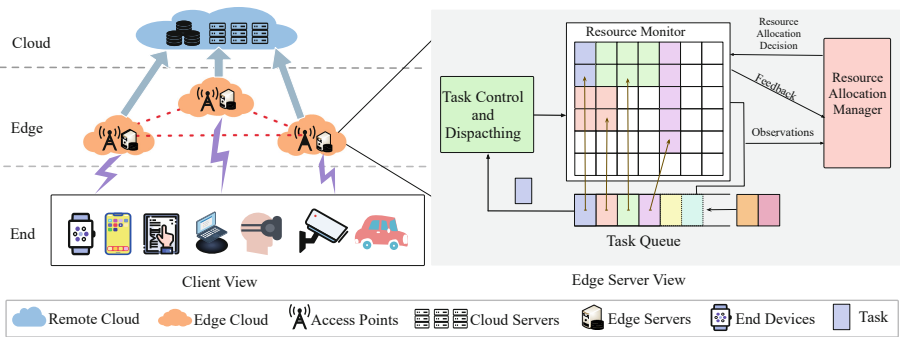 Cloud
Edge
End
Client View
Resource Monitor
Task Control
and Dispacthing
Resource
Allocation
Decision
Feedback
Observations
Resource
Allocation
Manager
Task Queue
Edge Server View
Remote Cloud
Edge Cloud
Access Points
Cloud Servers
Edge Servers
End Devices
Task